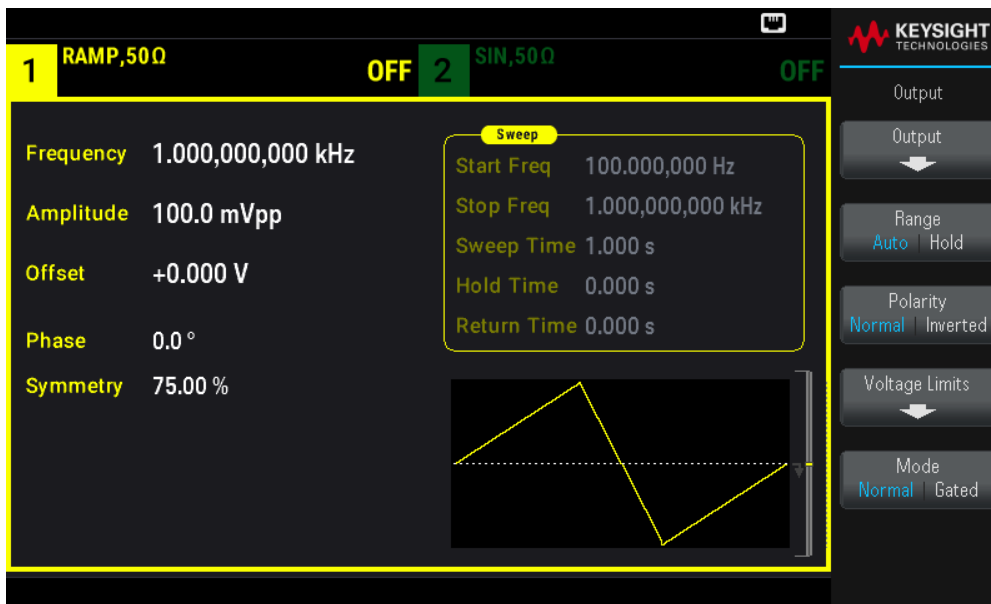 1 RAMP,50Ω OFF 2 SIN,50Ω OFF
Frequency 1.000,000,000 kHz
Amplitude 100.0 mVpp
Offset +0.000 V
Phase 0.0 °
Symmetry 75.00 %
Sweep
Start Freq 100.000,000 Hz
Stop Freq 1.000,000,000 kHz
Sweep Time 1.000 s
Hold Time 0.000 s
Return Time 0.000 s
KEYSIGHT
TECHNOLOGIES
Output
Output
Range
Auto | Hold
Polarity
Normal | Inverted
Voltage Limits
Mode
Normal | Gated